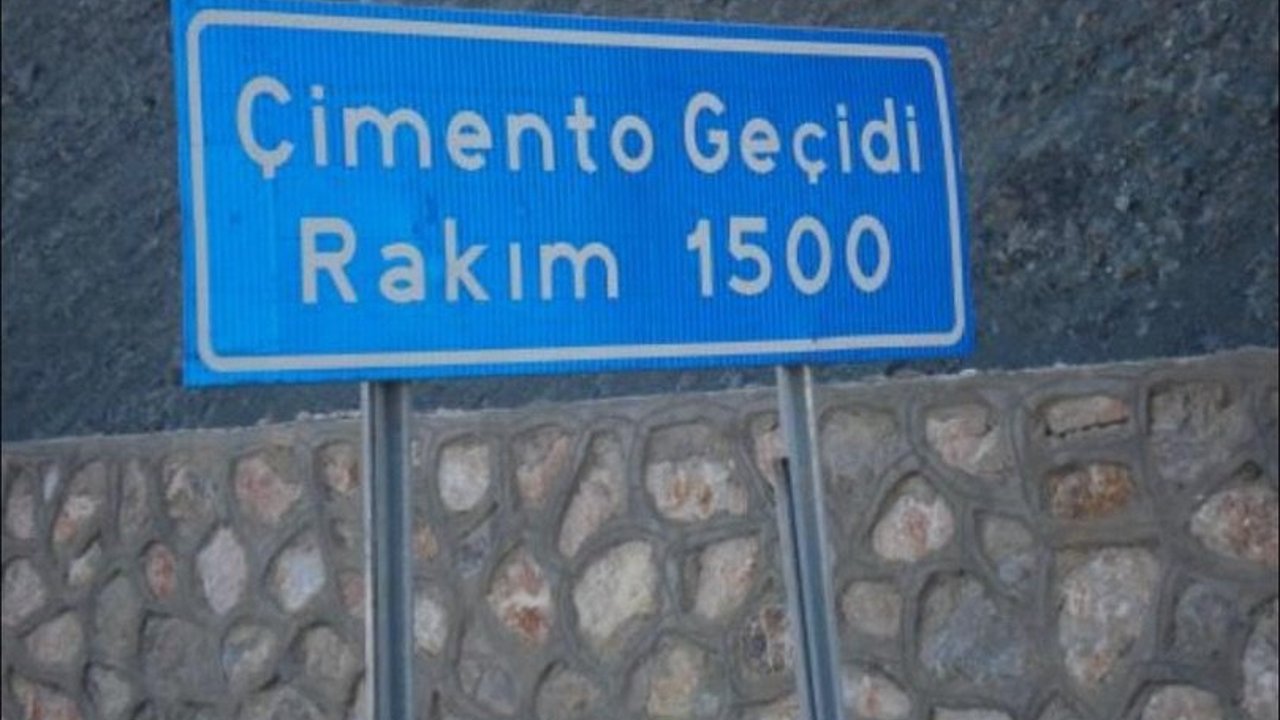 Çimento Geçidi
Rakım 1500